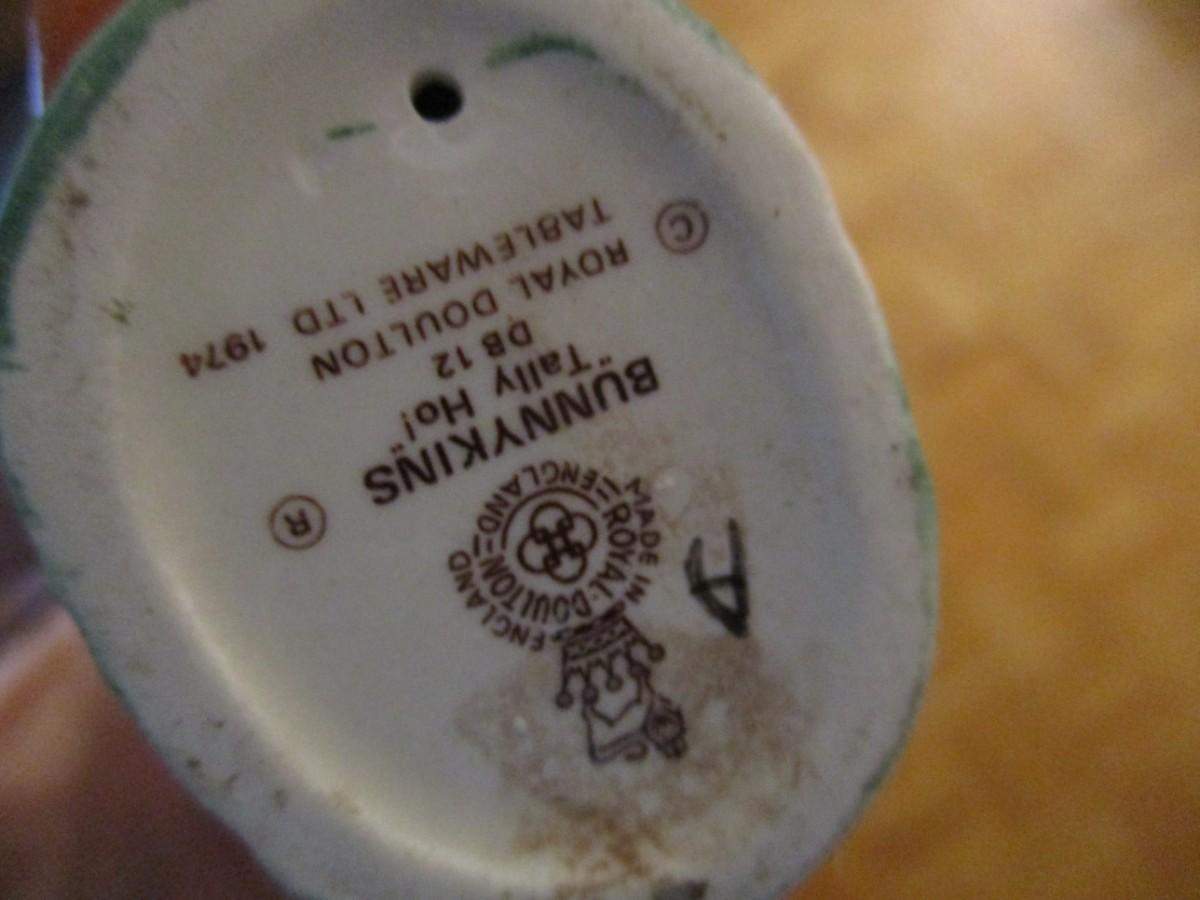 A
MADE IN ENGLAND
ROYAL·DOULTON
=ENGLAND=
®
BUNNYKINS
"Tally Ho!"
DB 12
© ROYAL DOULTON
TABLEWARE LTD 1974